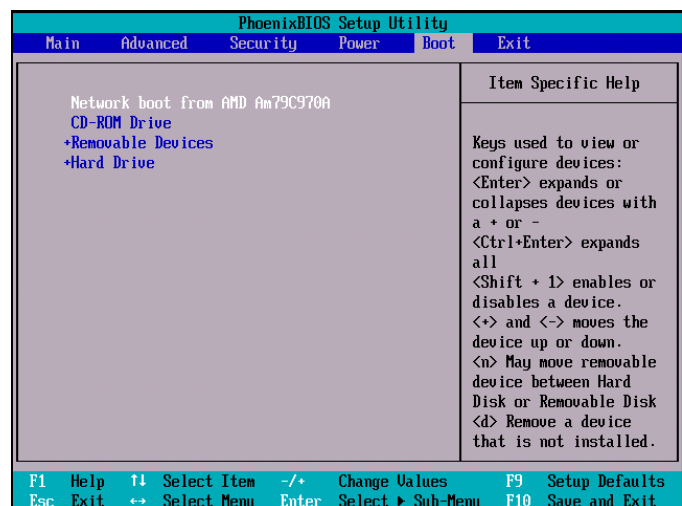 PhoenixBIOS Setup Utility
Main Advanced Security Power Boot Exit
Network boot from AMD Am79C970A
CD-ROM Drive
+Removable Devices
+Hard Drive
Item Specific Help
Keys used to view or
configure devices:
<Enter> expands or
collapses devices with
a + or -
<Ctrl+Enter> expands
all
<Shift + 1> enables or
disables a device.
<+> and <-> moves the
device up or down.
<n> May move removable
device between Hard
Disk or Removable Disk
<d> Remove a device
that is not installed.
F1 Help ↑↓ Select Item -/+ Change Values F9 Setup Defaults
Esc Exit ↔ Select Menu Enter Select ▶ Sub-Menu F10 Save and Exit